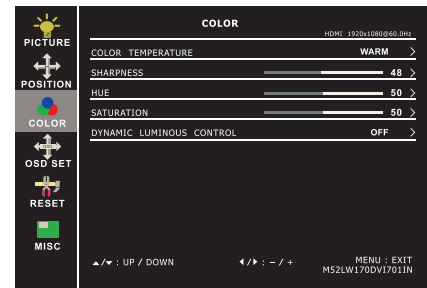 COLOR
HDMI 1920x1080@60.0Hz
PICTURE
POSITION
COLOR
OSD
OSD SET
RESET
MISC
COLOR TEMPERATURE WARM >
SHARPNESS 48 >
HUE 50 >
SATURATION 50 >
DYNAMIC LUMINOUS CONTROL OFF >
▲/▼ : UP / DOWN ◀/▶ : – / + MENU : EXIT
M52LW170DVI701IN